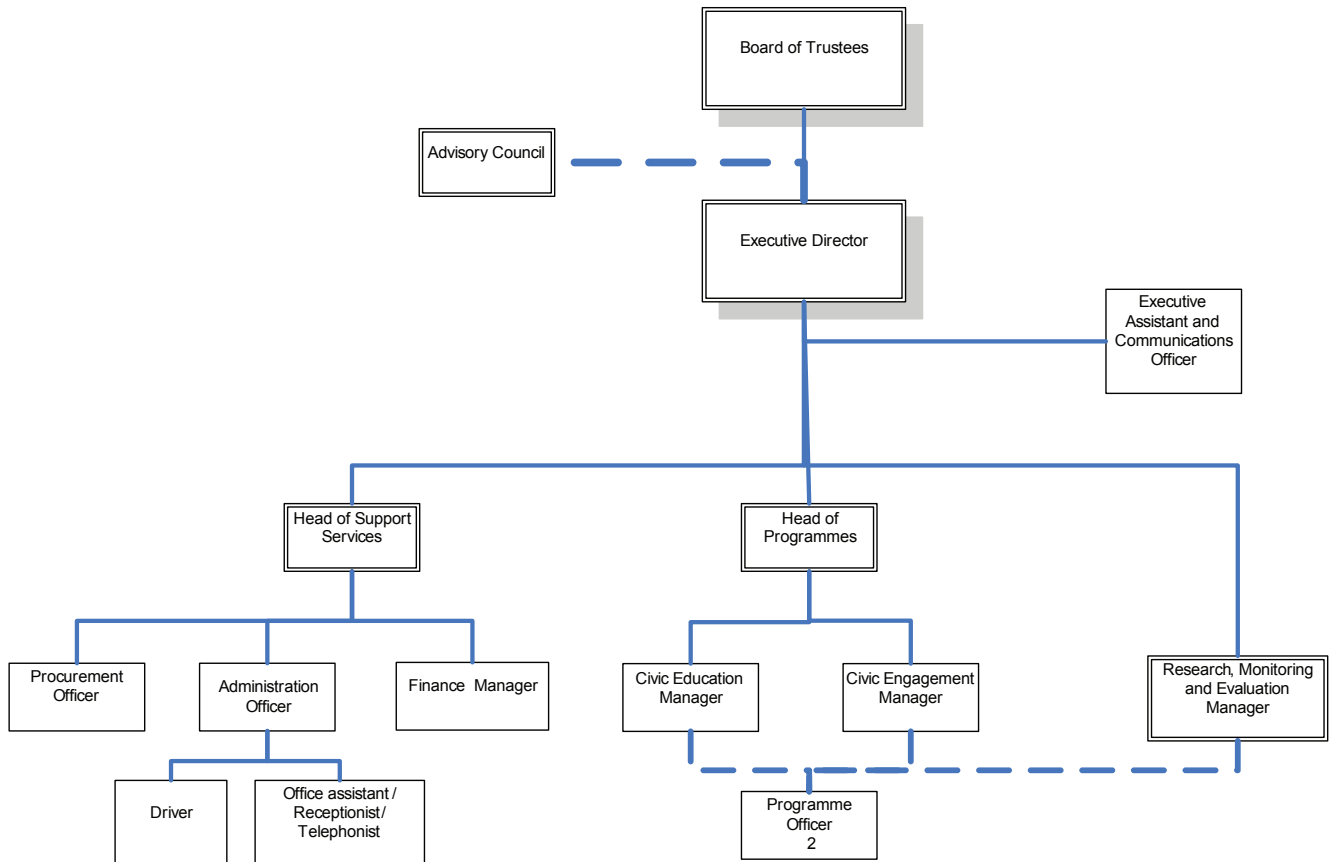 Board of Trustees
Advisory Council
Executive Director
Executive
Assistant and
Communications
Officer
Head of Support
Services
Head of
Programmes
Procurement
Officer
Administration
Officer
Finance Manager
Civic Education
Manager
Civic Engagement
Manager
Research, Monitoring
and Evaluation
Manager
Driver
Office assistant /
Receptionist/
Telephonist
Programme
Officer
2